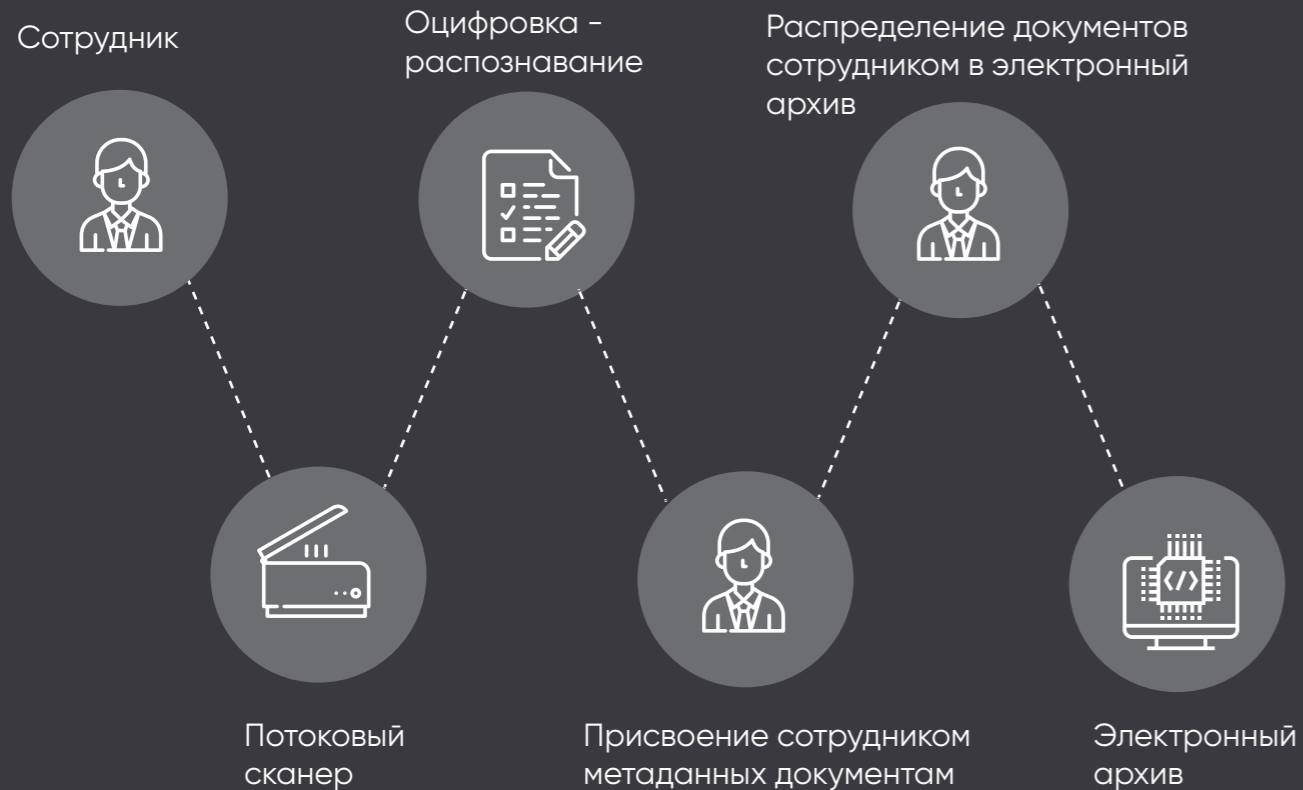 Сотрудник
Оцифровка -
распознавание
Распределение документов
сотрудником в электронный
архив
Потоковый
сканер
Присвоение сотрудником
метаданных документам
Электронный
архив